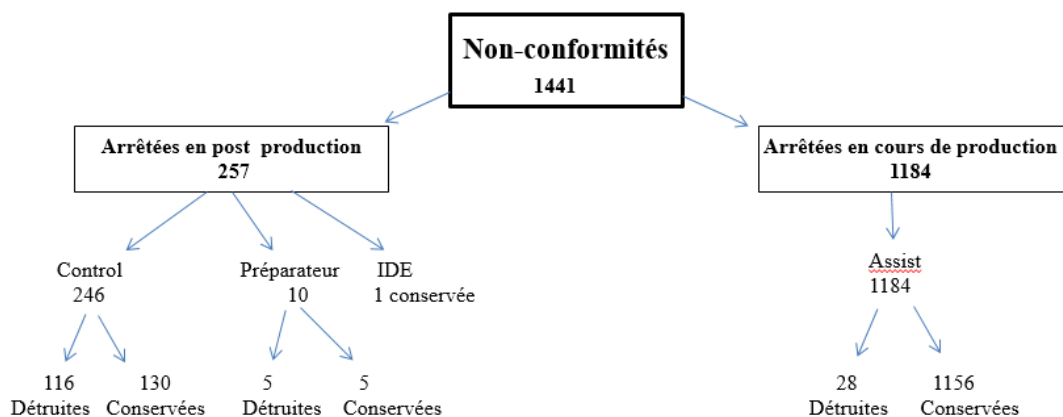 Non-conformités
1441
Arrêtées en post production
257
Arrêtées en cours de production
1184
Control
246
Préparateur
10
IDE
1 conservée
Assist
1184
116
Détruites
130
Conservées
5
Détruites
5
Conservées
28
Détruites
1156
Conservées